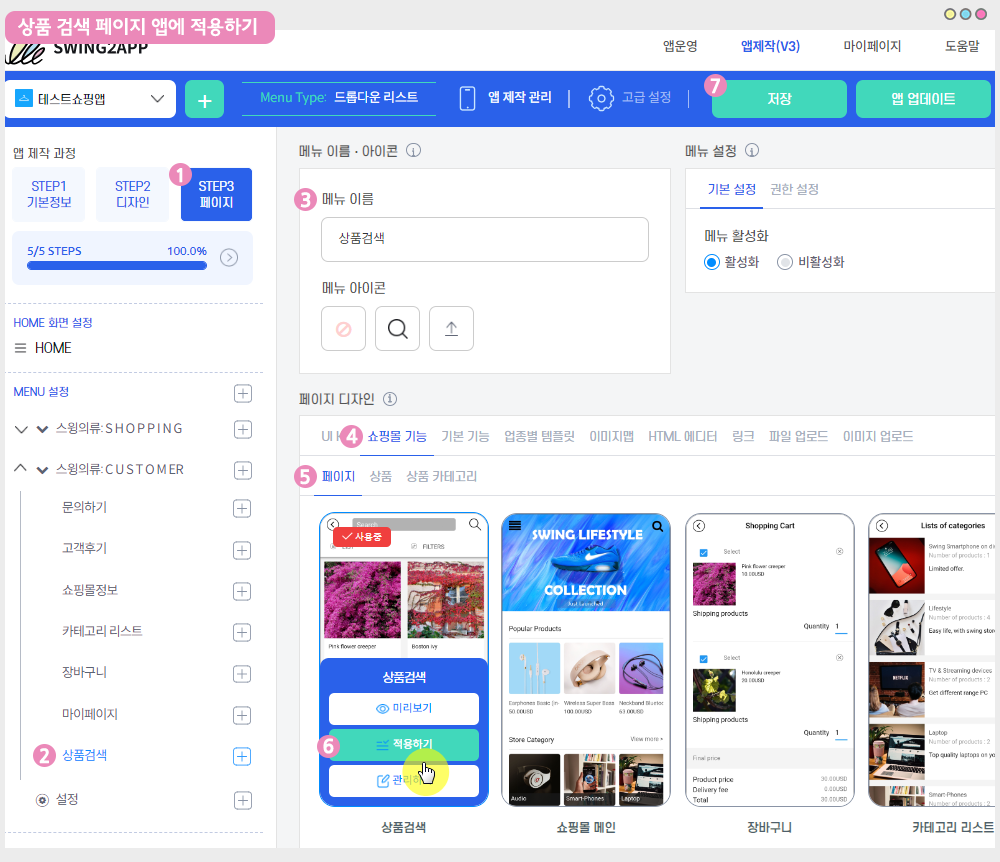 상품 검색 페이지 앱에 적용하기
SWING2APP
앱운영 앱제작(V3) 마이페이지 도움말
테스트쇼핑앱
+
Menu Type: 드롭다운 리스트
앱 제작 관리
고급 설정
7
저장
앱 업데이트
앱 제작 과정
1
STEP1
기본정보
STEP2
디자인
STEP3
페이지
5/5 STEPS 100.0%
HOME 화면 설정
HOME
MENU 설정
스윙의류:SHOPPING
스윙의류:CUSTOMER
문의하기
고객후기
쇼핑몰정보
카테고리 리스트
장바구니
마이페이지
2 상품검색
설정
메뉴 이름 · 아이콘
3 메뉴 이름
상품검색
메뉴 아이콘
메뉴 설정
기본 설정 권한 설정
메뉴 활성화
활성화 비활성화
페이지 디자인
UI
4 쇼핑몰 기능 기본 기능 업종별 템플릿 이미지맵 HTML 에디터 링크 파일 업로드 이미지 업로드
5 페이지 상품 상품 카테고리
Search
사용중
FILTERS
Pink flower creeper Boston ivy
상품검색
미리보기
6 적용하기
관리하
상품검색
SWING LIFESTYLE
COLLECTION
Just Launched
Popular Products
Earphones Basic (in- Wireless Super Bass Neckband Bluetoo
50.00USD 100.00USD 63.00USD
Store Category View more
Audio Smart-Phones Laptop
쇼핑몰 메인
Shopping Cart
Select
Pink flower creeper
10.00USD
Shipping products
Quantity 1
Select
Honolulu creeper
20.00USD
Shipping products
Quantity 1
Final price
Product price 30.00USD
Delivery fee 0.00USD
Total 30.00USD
장바구니
Lists of categories
Swing Smartphone on di
Number of products : 1
Limited offer.
Lifestyle
Number of products : 4
Easy life, with swing store
TV & Streaming devices
Number of products : 2
Get different range PC
NETFLIX
Laptop
Number of products : 2
Top quality laptops on yo
Smart-Phones
Number of products : 2
카테고리 리스트